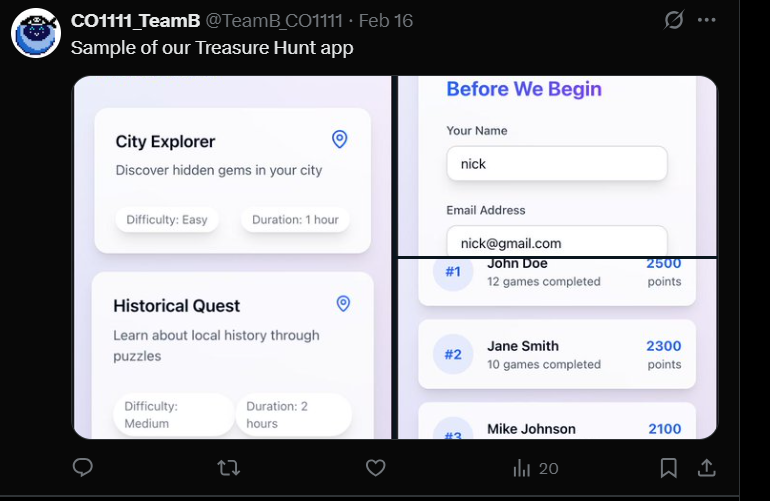 CO1111_TeamB @TeamB_CO1111 · Feb 16
Sample of our Treasure Hunt app
City Explorer
Discover hidden gems in your city
Difficulty: Easy
Duration: 1 hour
Historical Quest
Learn about local history through
puzzles
Difficulty:
Medium
Duration: 2
hours
Before We Begin
Your Name
nick
Email Address
nick@gmail.com
#1
John Doe
2500
12 games completed
points
#2
Jane Smith
2300
10 games completed
points
#3
Mike Johnson
2100
20